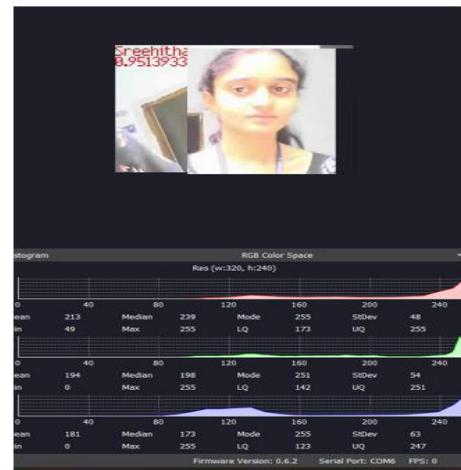 Sreehitha
0.9513933
stogram RGB Color Space
Res (w:320, h:240)
0 40 80 120 160 200 240
ean 213 Median 239 Mode 255 StDev 48
in 49 Max 255 LQ 173 UQ 255
0 40 80 120 160 200 240
ean 194 Median 198 Mode 251 StDev 54
in 0 Max 255 LQ 142 UQ 251
0 40 80 120 160 200 240
ean 181 Median 173 Mode 255 StDev 63
in 0 Max 255 LQ 123 UQ 247
Firmware Version: 0.6.2 Serial Port: COM6 FPS: 0